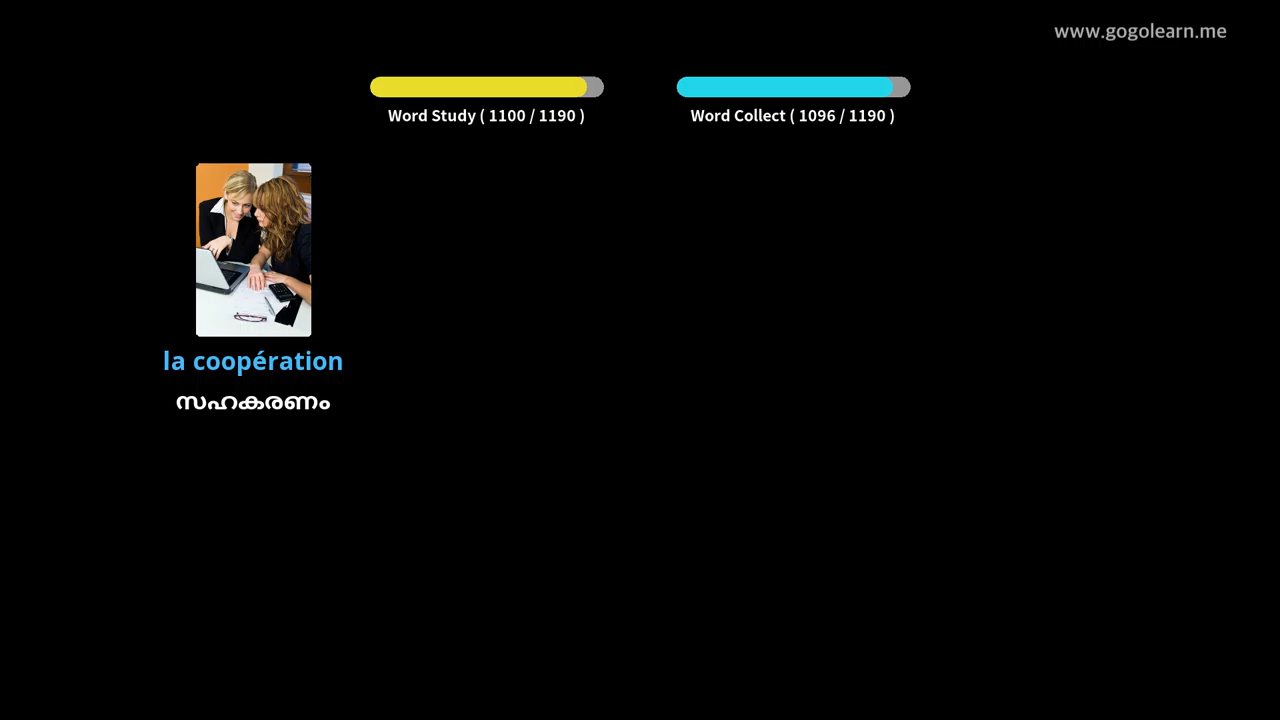 www.gogolearn.me
Word Study ( 1100 / 1190 )
Word Collect ( 1096 / 1190 )
la coopération
സഹകരണം